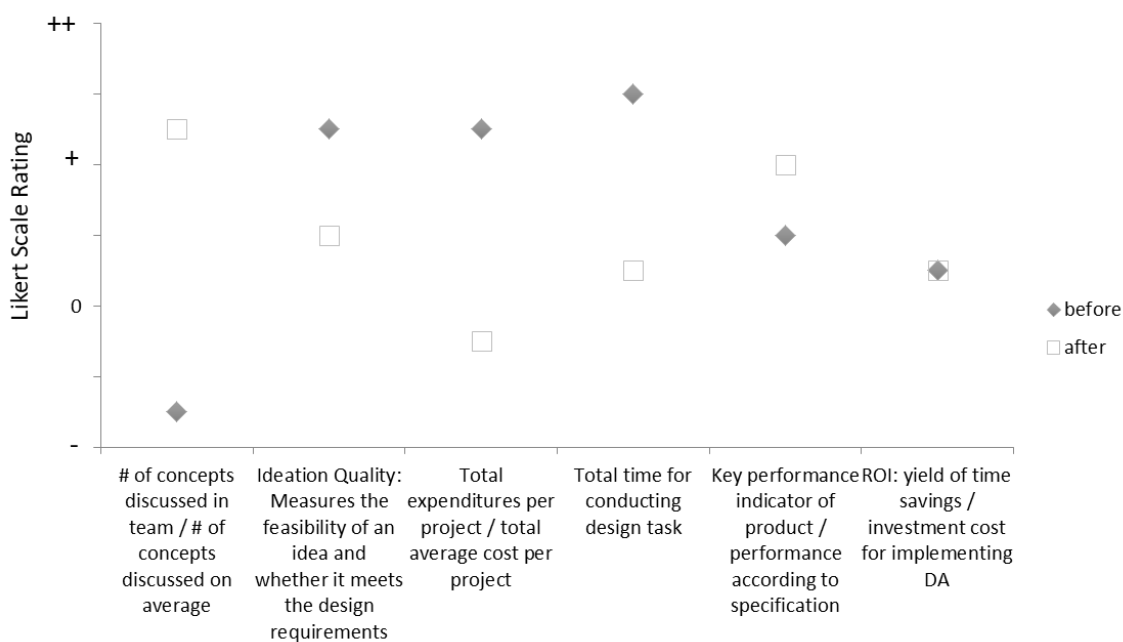 ++
+
0
-
Likert Scale Rating
before
after
# of concepts
discussed in
team / # of
concepts
discussed on
average
Ideation Quality:
Measures the
feasibility of an
idea and
whether it meets
the design
requirements
Total
expenditures per
project / total
average cost per
project
Total time for
conducting
design task
Key performance
indicator of
product /
performance
according to
specification
ROI: yield of time
savings /
investment cost
for implementing
DA